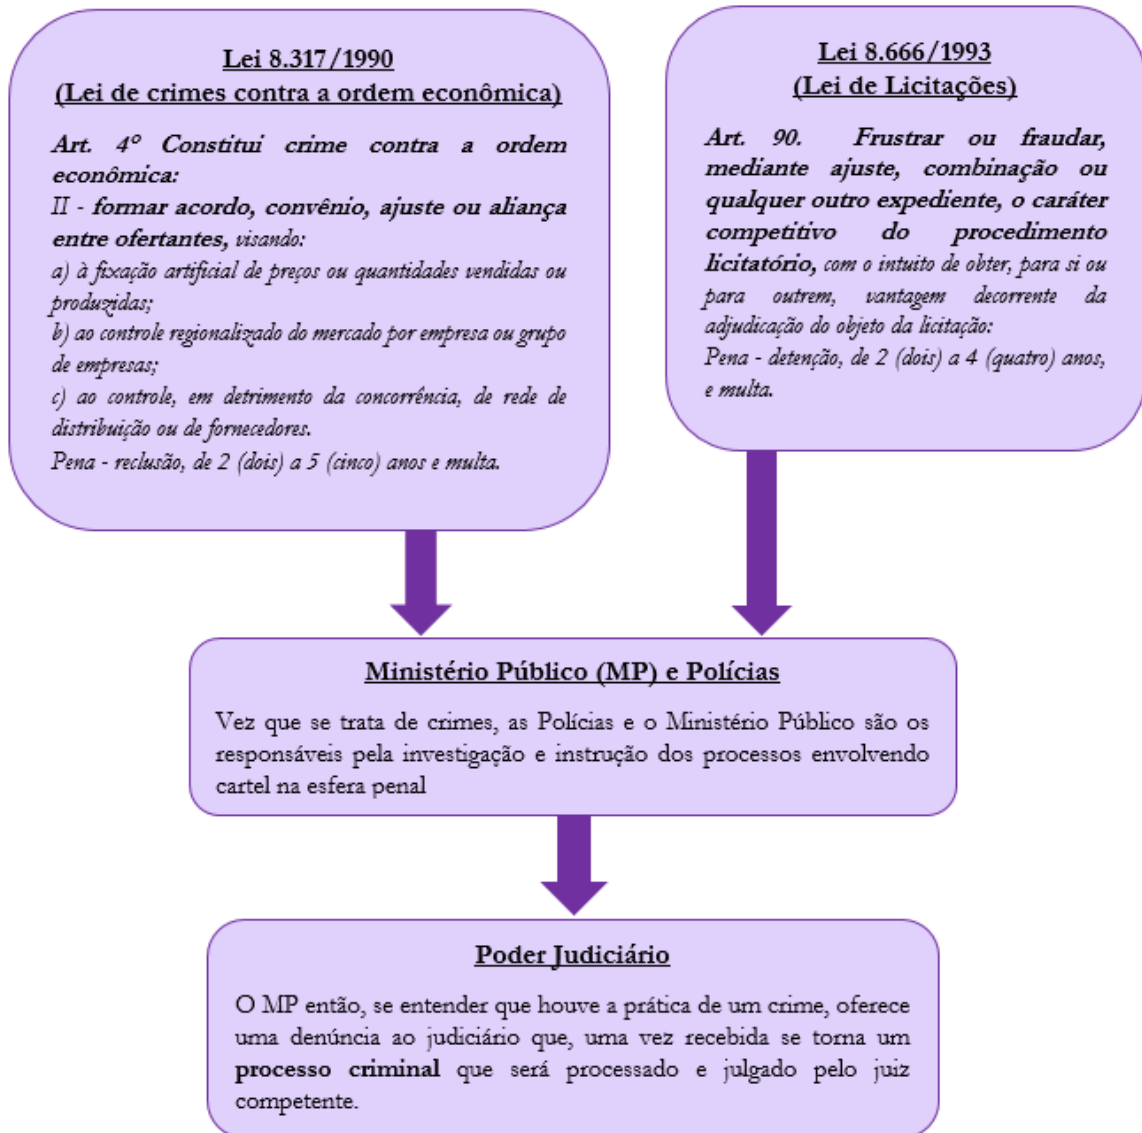 Lei 8.317/1990
(Lei de crimes contra a ordem econômica)
Art. 4º Constitui crime contra a ordem
econômica:
II - formar acordo, convênio, ajuste ou aliança
entre ofertantes, visando:
a) à fixação artificial de preços ou quantidades vendidas ou
produzidas;
b) ao controle regionalizado do mercado por empresa ou grupo
de empresas;
c) ao controle, em detrimento da concorrência, de rede de
distribuição ou de fornecedores.
Pena - reclusão, de 2 (dois) a 5 (cinco) anos e multa.
Lei 8.666/1993
(Lei de Licitações)
Art. 90. Frustrar ou fraudar,
mediante ajuste, combinação ou
qualquer outro expediente, o caráter
competitivo do procedimento
licitatório, com o intuito de obter, para si ou
para outrem, vantagem decorrente da
adjudicação do objeto da licitação:
Pena - detenção, de 2 (dois) a 4 (quatro) anos,
e multa.
Ministério Público (MP) e Polícias
Vez que se trata de crimes, as Polícias e o Ministério Público são os
responsáveis pela investigação e instrução dos processos envolvendo
cartel na esfera penal
Poder Judiciário
O MP então, se entender que houve a prática de um crime, oferece
uma denúncia ao judiciário que, uma vez recebida se torna um
processo criminal que será processado e julgado pelo juiz
competente.